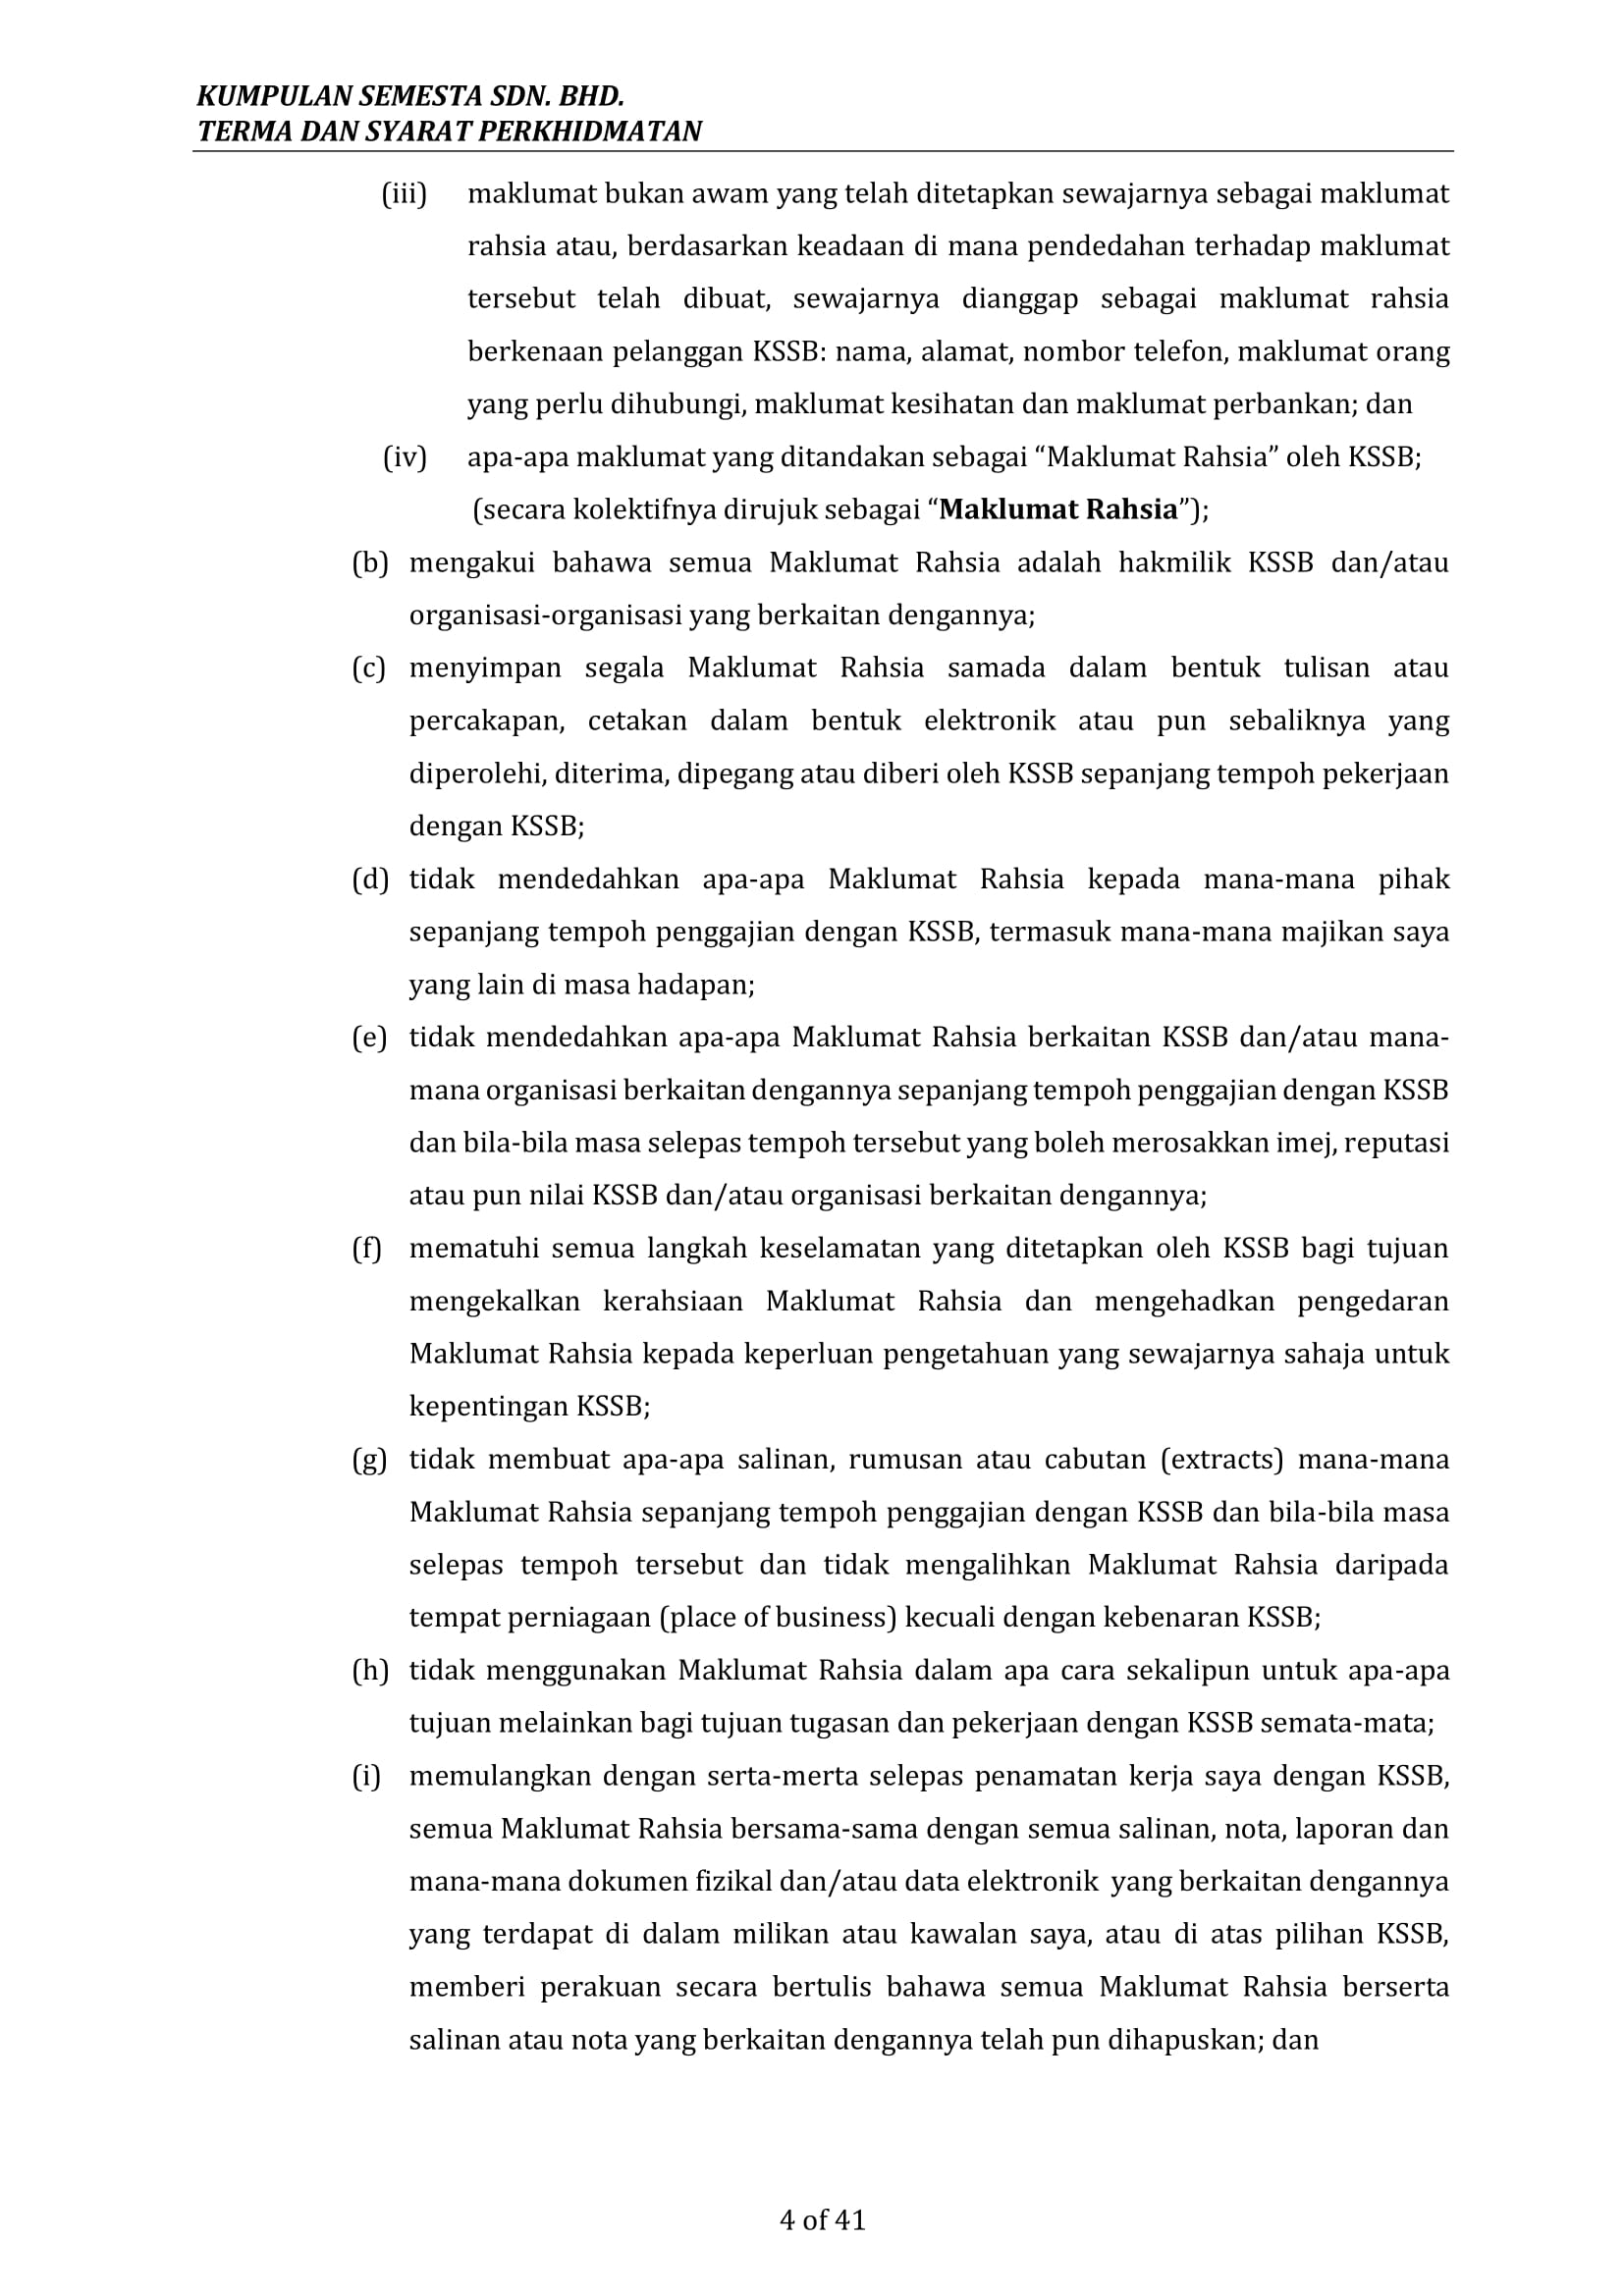 KUMPULAN SEMESTA SDN. BHD.
TERMA DAN SYARAT PERKHIDMATAN
(iii) maklumat bukan awam yang telah ditetapkan sewajarnya sebagai maklumat
rahsia atau, berdasarkan keadaan di mana pendedahan terhadap maklumat
tersebut telah dibuat, sewajarnya dianggap sebagai maklumat rahsia
berkenaan pelanggan KSSB: nama, alamat, nombor telefon, maklumat orang
yang perlu dihubungi, maklumat kesihatan dan maklumat perbankan; dan
(iv) apa-apa maklumat yang ditandakan sebagai “Maklumat Rahsia” oleh KSSB;
(secara kolektifnya dirujuk sebagai “Maklumat Rahsia”);
(b) mengakui bahawa semua Maklumat Rahsia adalah hakmilik KSSB dan/atau
organisasi-organisasi yang berkaitan dengannya;
(c) menyimpan segala Maklumat Rahsia samada dalam bentuk tulisan atau
percakapan, cetakan dalam bentuk elektronik atau pun sebaliknya yang
diperolehi, diterima, dipegang atau diberi oleh KSSB sepanjang tempoh pekerjaan
dengan KSSB;
(d) tidak mendedahkan apa-apa Maklumat Rahsia kepada mana-mana pihak
sepanjang tempoh penggajian dengan KSSB, termasuk mana-mana majikan saya
yang lain di masa hadapan;
(e) tidak mendedahkan apa-apa Maklumat Rahsia berkaitan KSSB dan/atau mana-
mana organisasi berkaitan dengannya sepanjang tempoh penggajian dengan KSSB
dan bila-bila masa selepas tempoh tersebut yang boleh merosakkan imej, reputasi
atau pun nilai KSSB dan/atau organisasi berkaitan dengannya;
(f) mematuhi semua langkah keselamatan yang ditetapkan oleh KSSB bagi tujuan
mengekalkan kerahsiaan Maklumat Rahsia dan mengehadkan pengedaran
Maklumat Rahsia kepada keperluan pengetahuan yang sewajarnya sahaja untuk
kepentingan KSSB;
(g) tidak membuat apa-apa salinan, rumusan atau cabutan (extracts) mana-mana
Maklumat Rahsia sepanjang tempoh penggajian dengan KSSB dan bila-bila masa
selepas tempoh tersebut dan tidak mengalihkan Maklumat Rahsia daripada
tempat perniagaan (place of business) kecuali dengan kebenaran KSSB;
(h) tidak menggunakan Maklumat Rahsia dalam apa cara sekalipun untuk apa-apa
tujuan melainkan bagi tujuan tugasan dan pekerjaan dengan KSSB semata-mata;
(i) memulangkan dengan serta-merta selepas penamatan kerja saya dengan KSSB,
semua Maklumat Rahsia bersama-sama dengan semua salinan, nota, laporan dan
mana-mana dokumen fizikal dan/atau data elektronik yang berkaitan dengannya
yang terdapat di dalam milikan atau kawalan saya, atau di atas pilihan KSSB,
memberi perakuan secara bertulis bahawa semua Maklumat Rahsia berserta
salinan atau nota yang berkaitan dengannya telah pun dihapuskan; dan
4 of 41